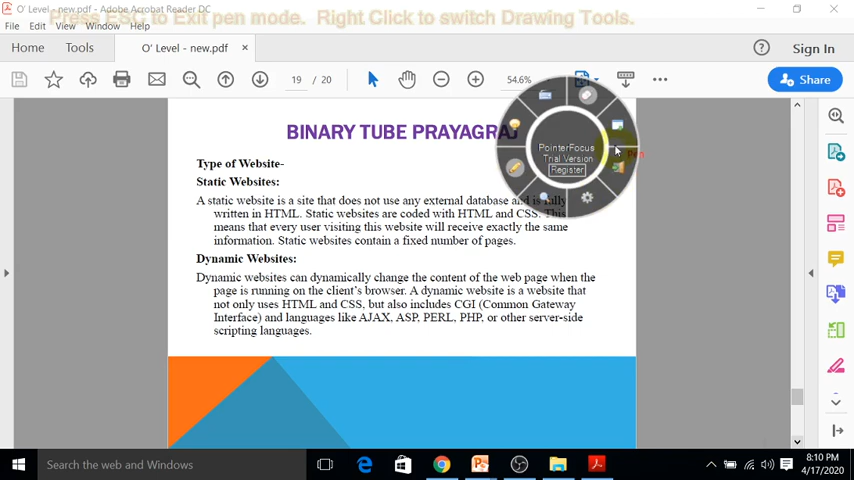 O' Level - new.pdf - Adobe Acrobat Reader DC
Press ESC to Exit pen mode. Right Click to switch Drawing Tools.
File Edit View Window Help
Home Tools O' Level - new.pdf × Sign In
19 / 20 54.6% Share
BINARY TUBE PRAYAGRAJ
PointerFocus
Trial Version
Register
Pen
Type of Website-
Static Websites:
A static website is a site that does not use any external database and is
written in HTML. Static websites are coded with HTML and CSS. This
means that every user visiting this website will receive exactly the same
information. Static websites contain a fixed number of pages.
Dynamic Websites:
Dynamic websites can dynamically change the content of the web page when the
page is running on the client's browser. A dynamic website is a website that
not only uses HTML and CSS, but also includes CGI (Common Gateway
Interface) and languages like AJAX, ASP, PERL, PHP, or other server-side
scripting languages.
Search the web and Windows
8:10 PM
4/17/2020